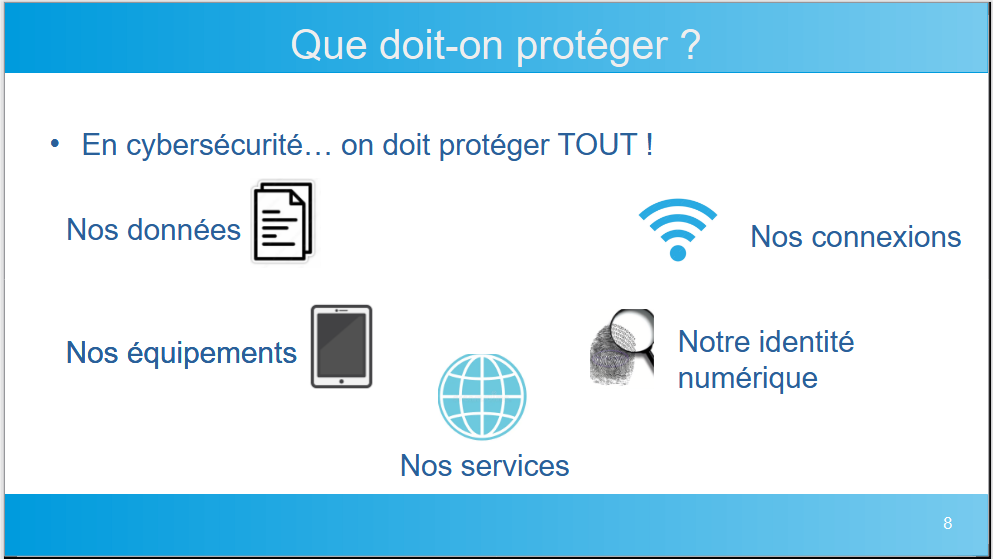 Que doit-on protéger ?
• En cybersécurité… on doit protéger TOUT !
Nos données
Nos connexions
Nos équipements
Notre identité
numérique
Nos services
8